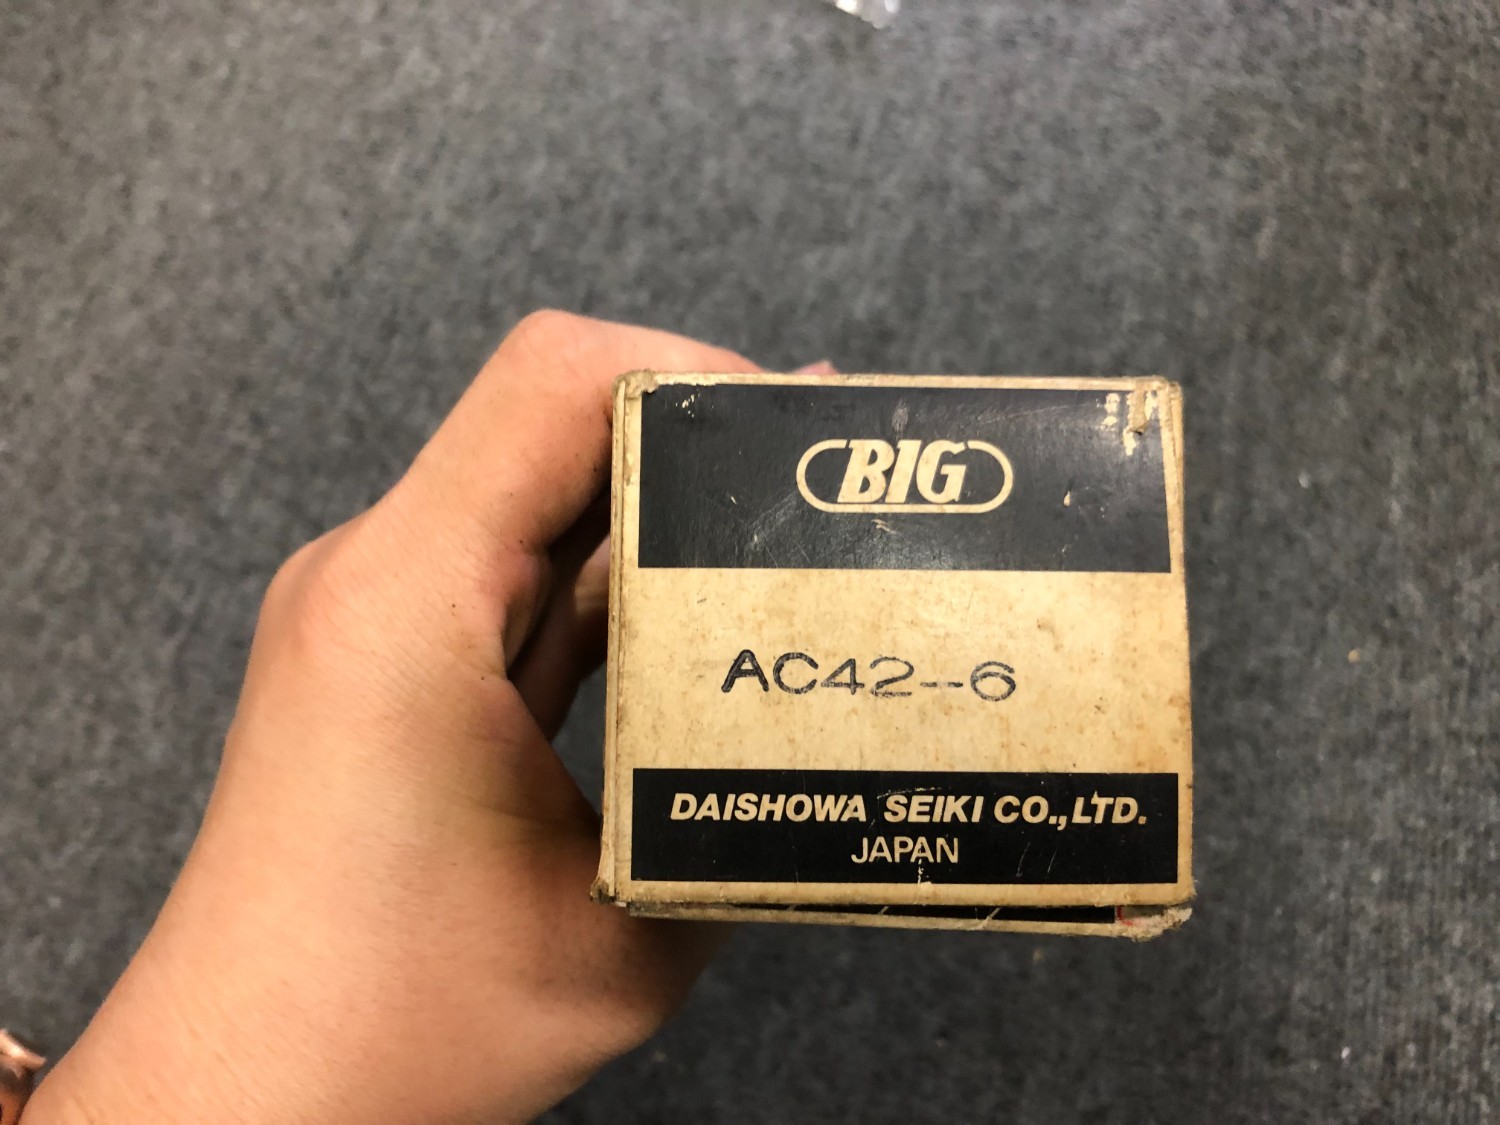 BIG
AC42-6
DAISHOWA SEIKI CO.,LTD.
JAPAN